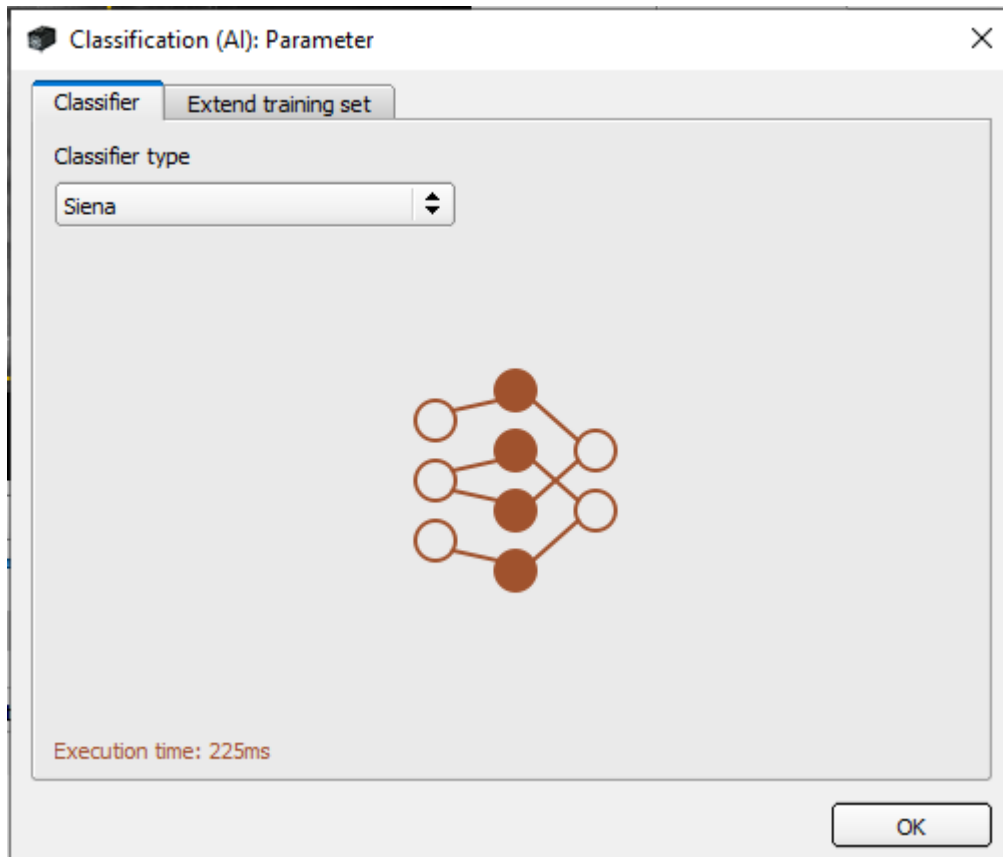 Classification (AI): Parameter
Classifier
Extend training set
Classifier type
Siena
Execution time: 225ms
OK